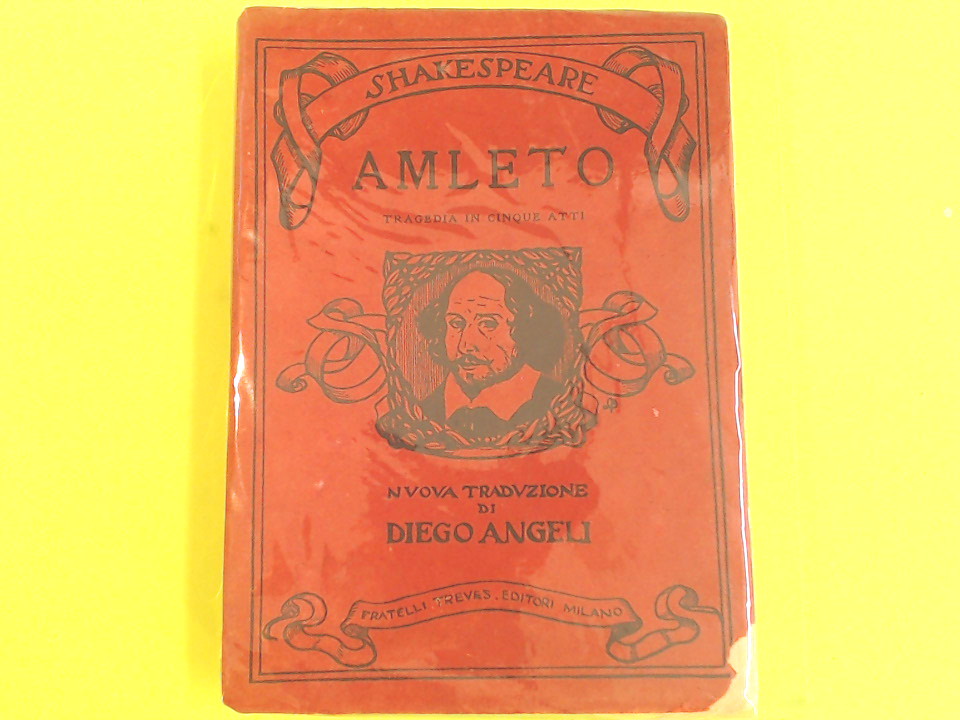 SHAKESPEARE
AMLETO
TRAGEDIA IN CINQUE ATTI
NVOVA TRADVZIONE
DI
DIEGO ANGELI
FRATELLI TREVES. EDITORI MILANO